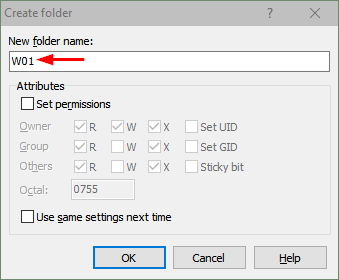 Create folder
New folder name:
W01
Attributes
Set permissions
Owner R W X Set UID
Group R W X Set GID
Others R W X Sticky bit
Octal: 0755
Use same settings next time
OK Cancel Help